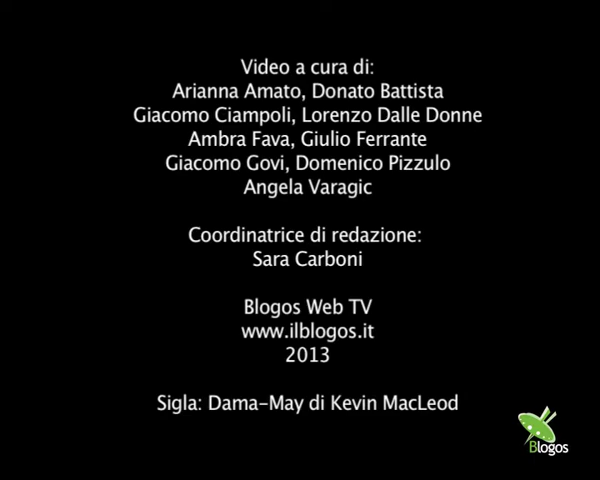 Video a cura di:
Arianna Amato, Donato Battista
Giacomo Ciampoli, Lorenzo Dalle Donne
Ambra Fava, Giulio Ferrante
Giacomo Govi, Domenico Pizzulo
Angela Varagic
Coordinatrice di redazione:
Sara Carboni
Blogos Web TV
www.ilblogos.it
2013
Sigla: Dama-May di Kevin MacLeod
Blogos